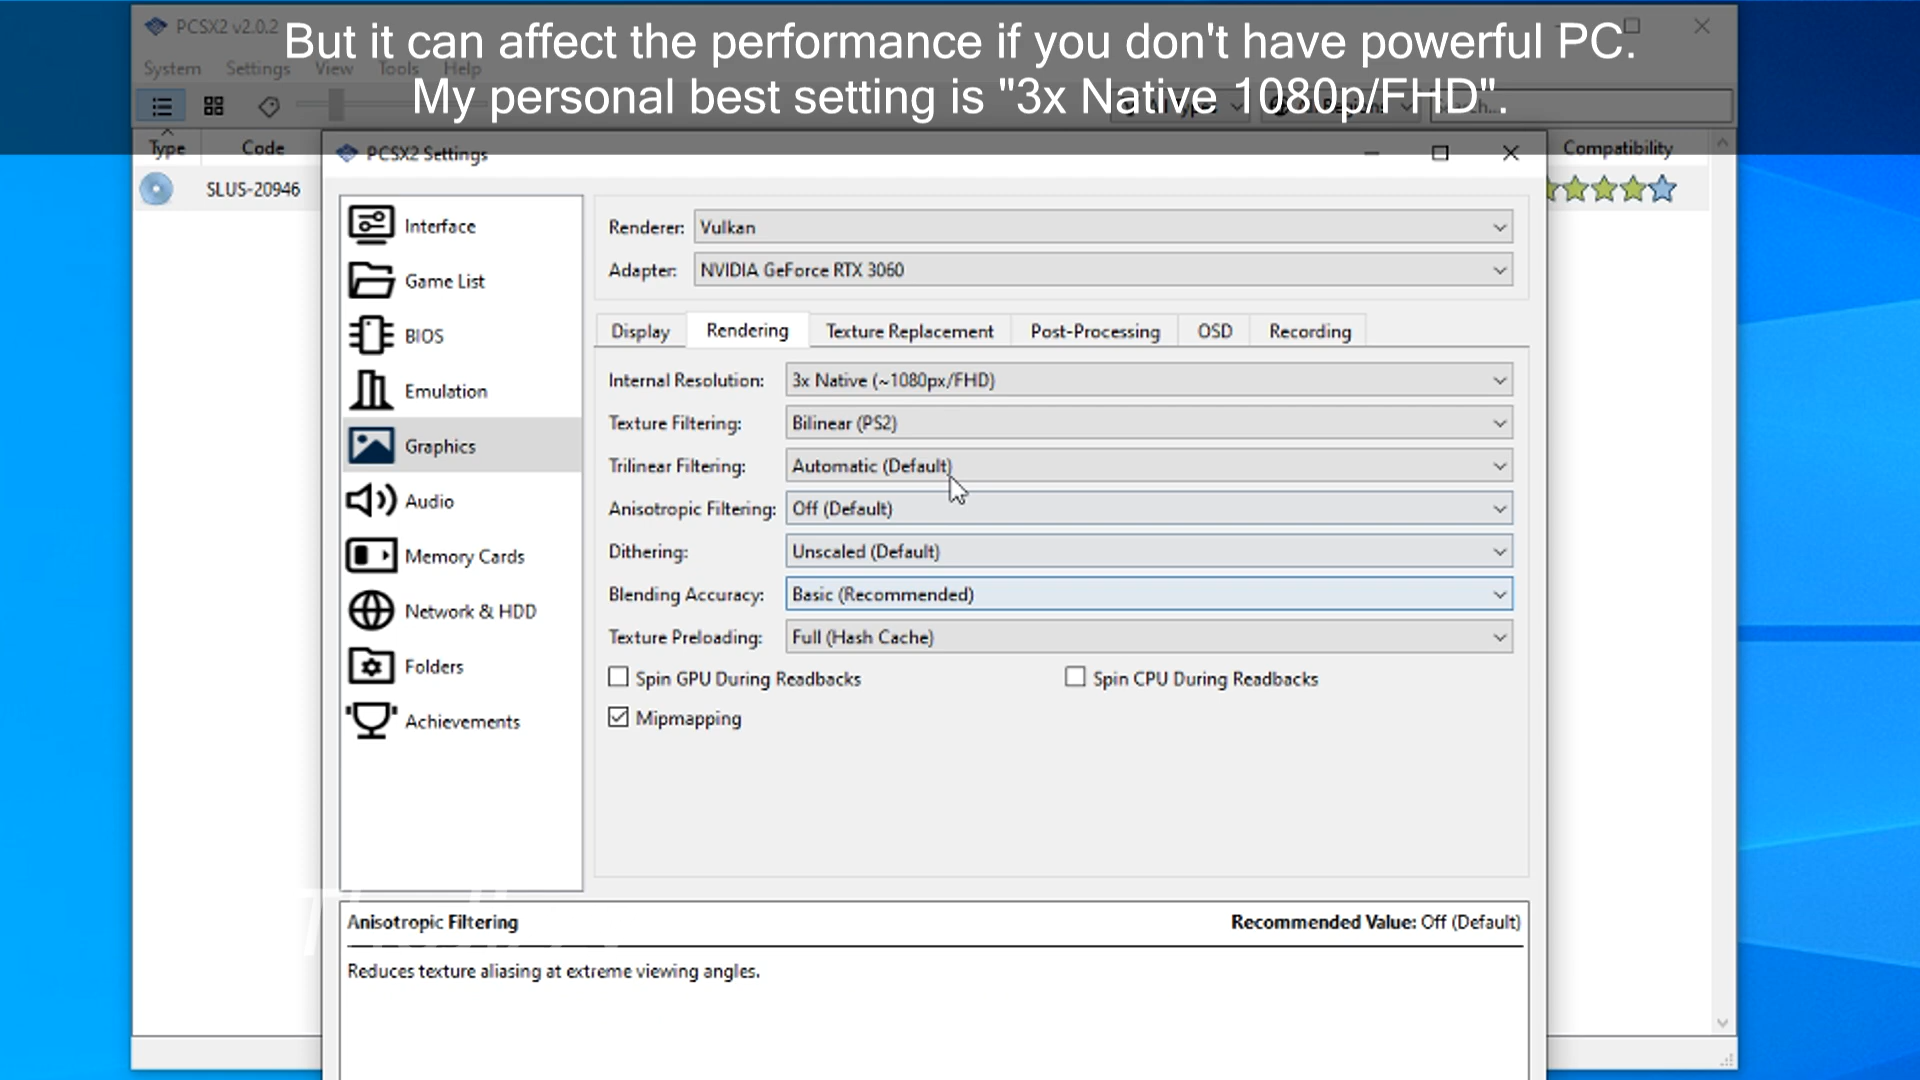 But it can affect the performance if you don't have powerful PC.
My personal best setting is "3x Native 1080p/FHD".
PCSX2 v2.0.2
System Settings View Tools Help
Type Code Compatibility
SLUS-20946
PCSX2 Settings
Interface
Game List
BIOS
Emulation
Graphics
Audio
Memory Cards
Network & HDD
Folders
Achievements
Renderer: Vulkan
Adapter: NVIDIA GeForce RTX 3060
Display Rendering Texture Replacement Post-Processing OSD Recording
Internal Resolution: 3x Native (~1080px/FHD)
Texture Filtering: Bilinear (PS2)
Trilinear Filtering: Automatic (Default)
Anisotropic Filtering: Off (Default)
Dithering: Unscaled (Default)
Blending Accuracy: Basic (Recommended)
Texture Preloading: Full (Hash Cache)
Spin GPU During Readbacks Spin CPU During Readbacks
Mipmapping
Anisotropic Filtering Recommended Value: Off (Default)
Reduces texture aliasing at extreme viewing angles.